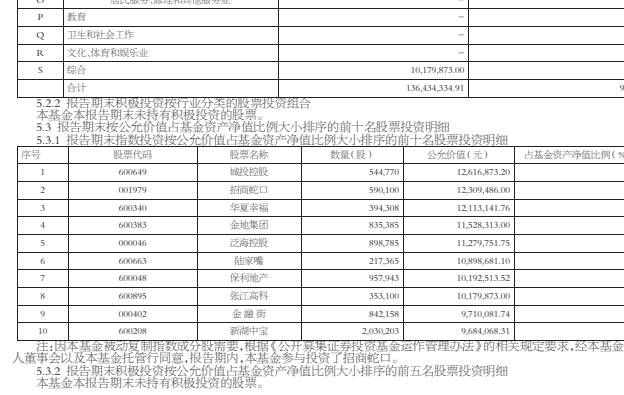 O 居民服务、修理和其他服务业 –
P 教育 –
Q 卫生和社会工作 –
R 文化、体育和娱乐业 –
S 综合 10,179,873.00
合计 136,434,334.91 9
5.2.2 报告期末积极投资按行业分类的股票投资组合
本基金本报告期末未持有积极投资的股票。
5.3 报告期末按公允价值占基金资产净值比例大小排序的前十名股票投资明细
5.3.1 报告期末指数投资按公允价值占基金资产净值比例大小排序的前十名股票投资明细
序号 股票代码 股票名称 数量(股) 公允价值(元) 占基金资产净值比例(%
1 600649 城投控股 544,770 12,616,873.20
2 001979 招商蛇口 590,100 12,309,486.00
3 600340 华夏幸福 394,308 12,113,141.76
4 600383 金地集团 835,385 11,528,313.00
5 000046 泛海控股 898,785 11,279,751.75
6 600663 陆家嘴 217,365 10,898,681.10
7 600048 保利地产 957,943 10,192,513.52
8 600895 张江高科 353,100 10,179,873.00
9 000402 金 融 街 842,158 9,710,081.74
10 600208 新湖中宝 2,030,203 9,684,068.31
注:因本基金被动复制指数成分股需要,根据《公开募集证券投资基金运作管理办法》的相关规定要求,经本基金
人董事会以及本基金托管行同意,报告期内,本基金参与投资了招商蛇口。
5.3.2 报告期末积极投资按公允价值占基金资产净值比例大小排序的前五名股票投资明细
本基金本报告期末未持有积极投资的股票。